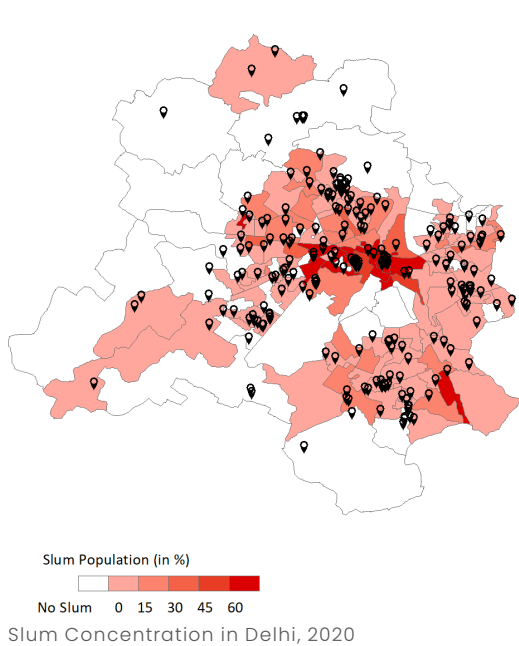 Slum Population (in %)
No Slum 0 15 30 45 60
Slum Concentration in Delhi, 2020